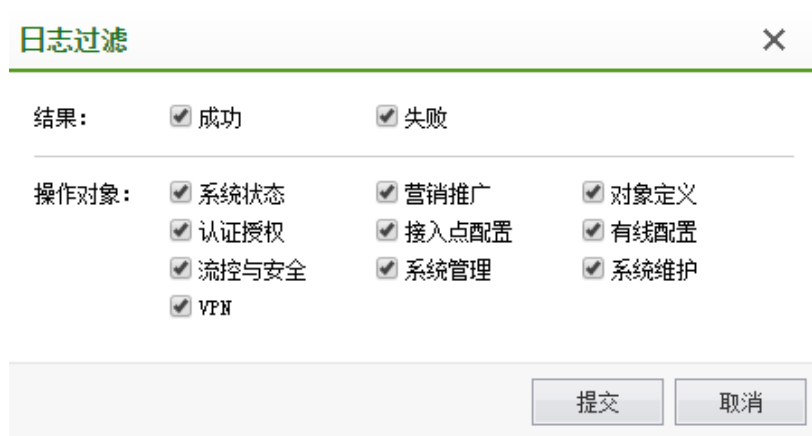 日志过滤
结果: 成功 失败
操作对象: 系统状态 营销推广 对象定义
认证授权 接入点配置 有线配置
流控与安全 系统管理 系统维护
VPN
提交 取消